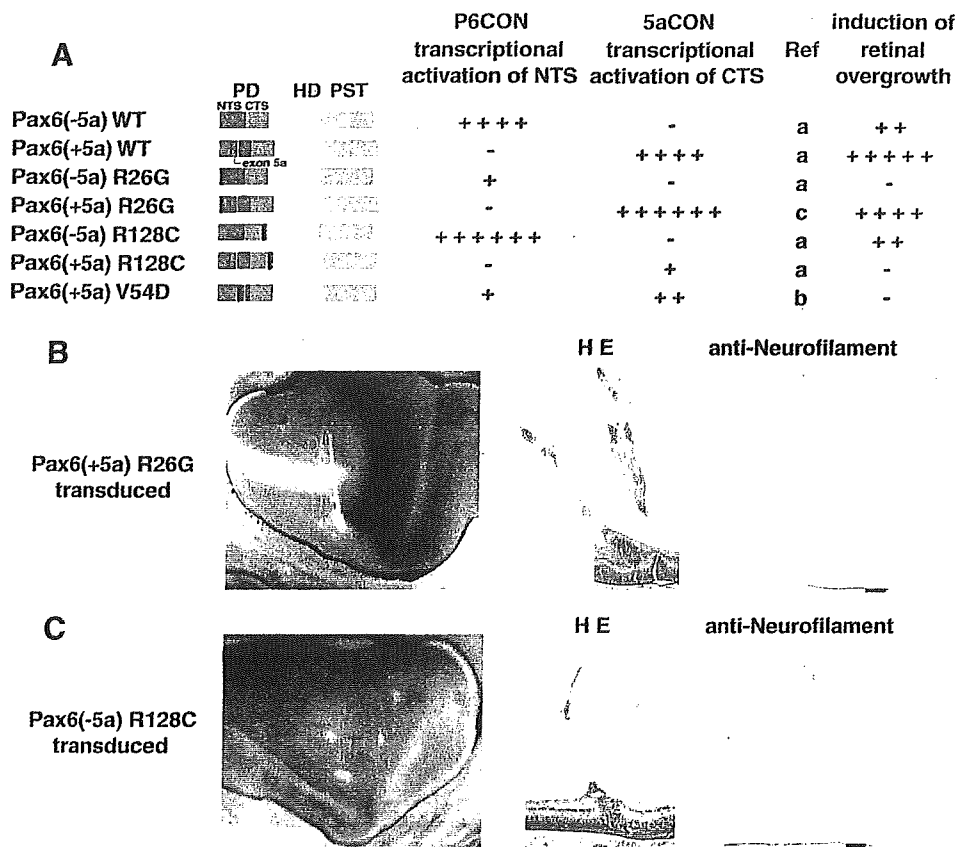 A
P6CON transcriptional activation of NTS
5aCON transcriptional activation of CTS
Ref
induction of retinal overgrowth
PD HD PST
NTS CTS
Pax6(-5a) WT ++++ - a ++
Pax6(+5a) WT - ++++ a +++++
exon 5a
Pax6(-5a) R26G + - a -
Pax6(+5a) R26G - ++++++ c ++++
Pax6(-5a) R128C ++++++ - a ++
Pax6(+5a) R128C - + a -
Pax6(+5a) V54D + ++ b -
B
H E anti-Neurofilament
Pax6(+5a) R26G
transduced
C
H E anti-Neurofilament
Pax6(-5a) R128C
transduced